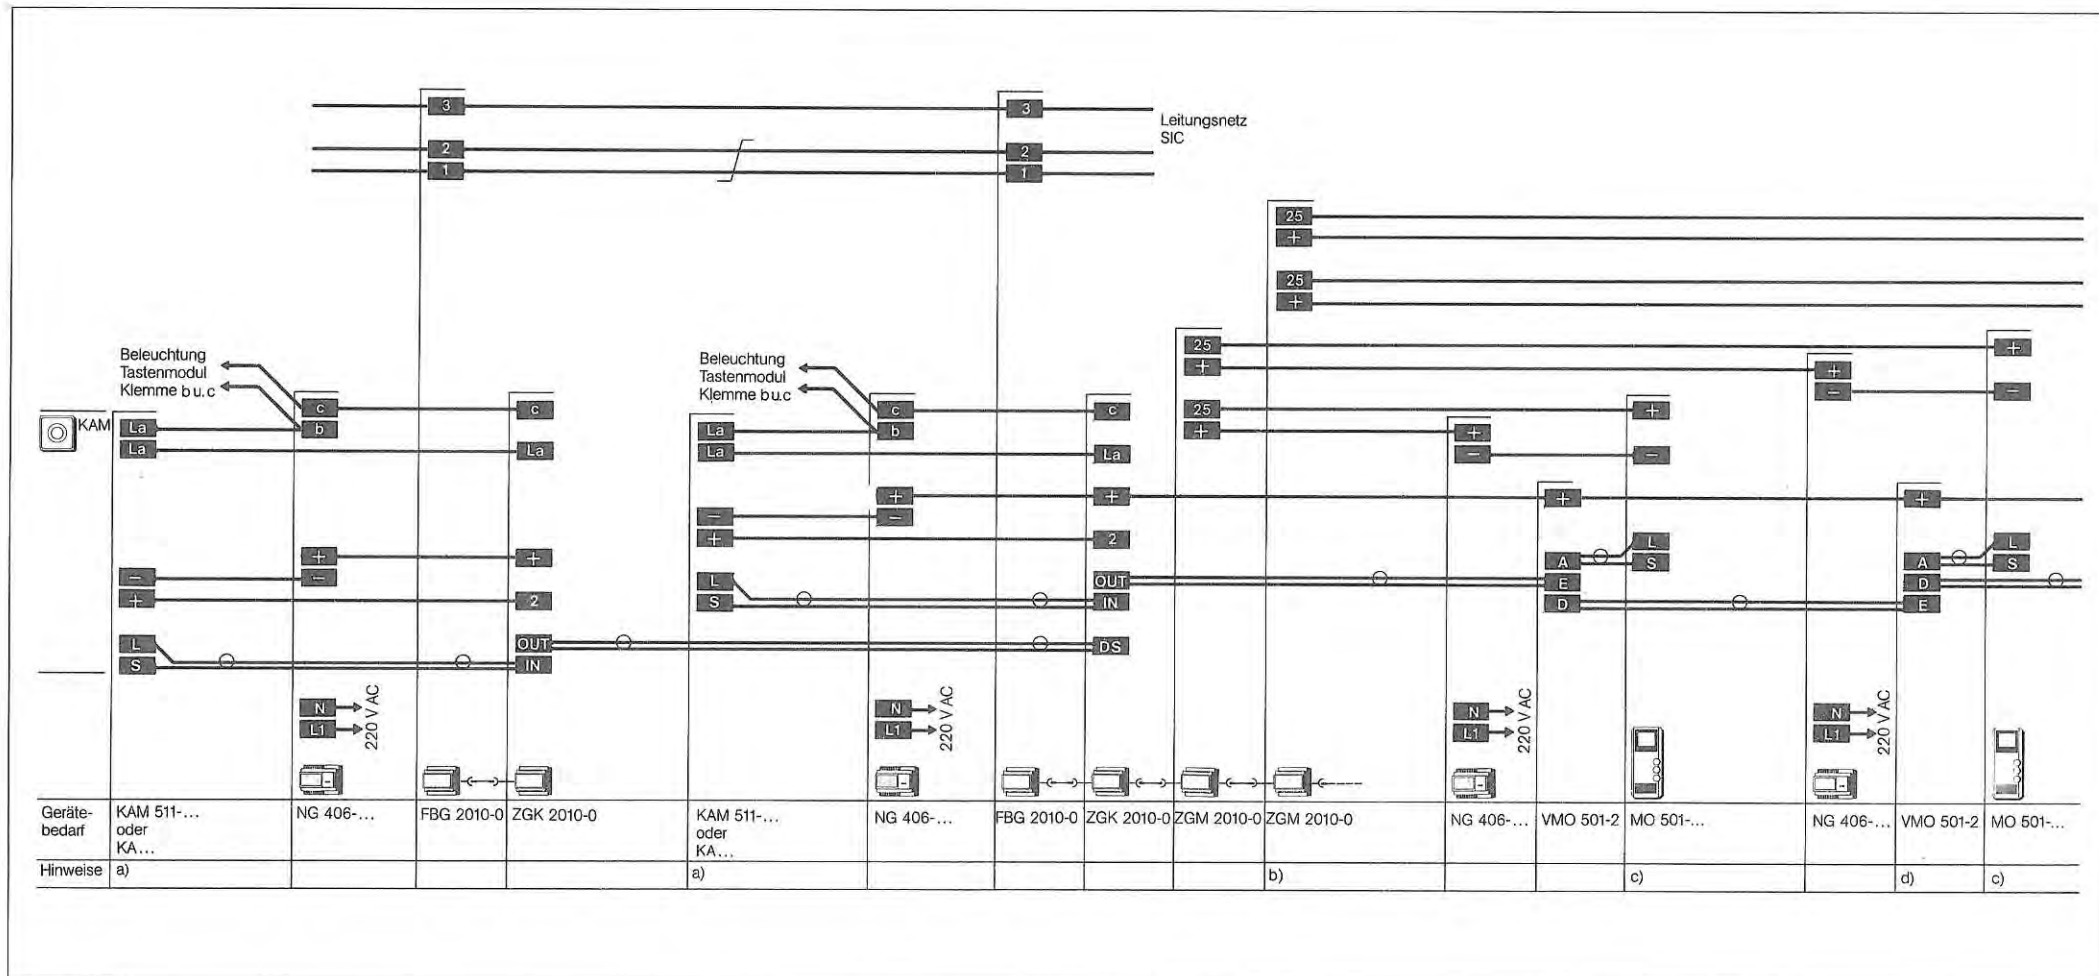 3
3
Leitungsnetz
SIC
2
2
1
1
25
+
25
+
Beleuchtung
Tastenmodul
Klemme b u. c
Beleuchtung
Tastenmodul
Klemme b u. c
25
+
+
+
KAM
La
La
c
b
c
La
La
La
c
b
c
La
25
+
+
−
+
−
−
−
+
−
+
+
+
+
−
+
2
−
+
+
−
+
2
L
S
OUT
IN
L
S
OUT
IN
DS
A
E
D
L
S
A
D
E
L
S
N
L1
220 V AC
N
L1
220 V AC
N
L1
220 V AC
N
L1
220 V AC
Geräte-
bedarf
KAM 511-...
oder
KA...
NG 406-...
FBG 2010-0
ZGK 2010-0
KAM 511-...
oder
KA...
NG 406-...
FBG 2010-0
ZGK 2010-0
ZGM 2010-0
ZGM 2010-0
NG 406-...
VMO 501-2
MO 501-...
NG 406-...
VMO 501-2
MO 501-...
Hinweise
a)
a)
b)
c)
d)
c)